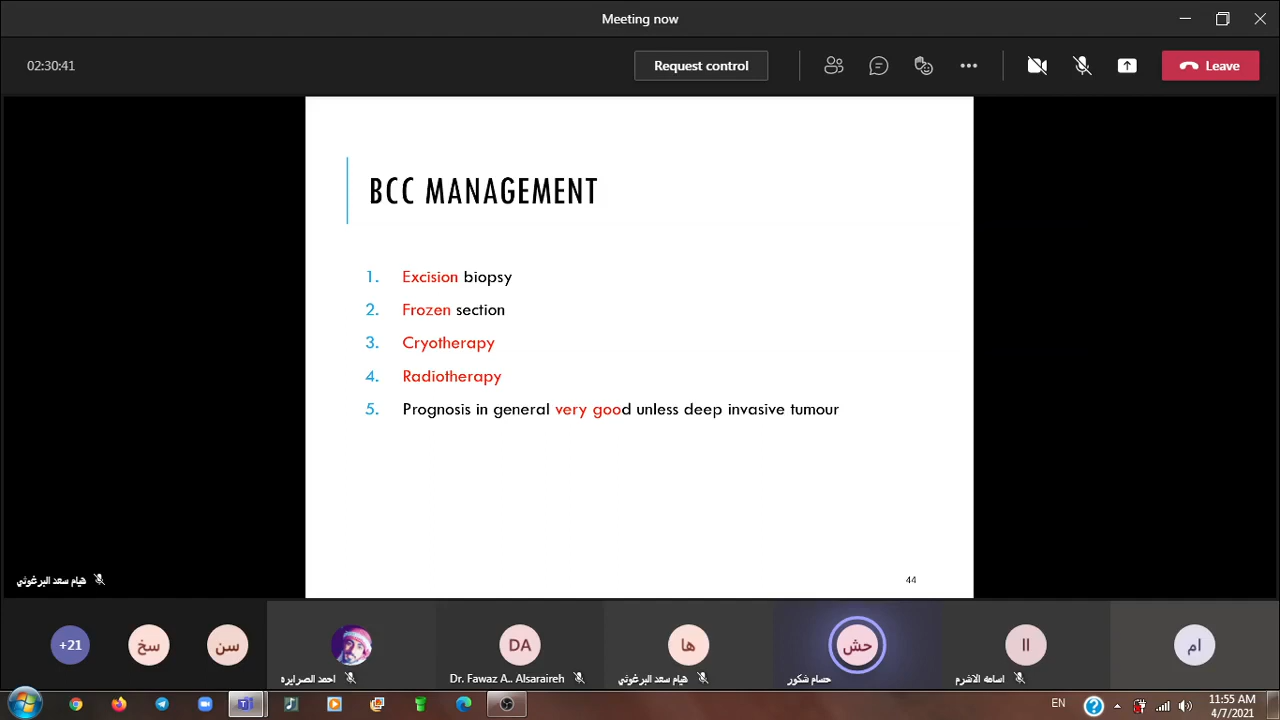 Meeting now
02:30:41
Request control
Leave
BCC MANAGEMENT
1. Excision biopsy
2. Frozen section
3. Cryotherapy
4. Radiotherapy
5. Prognosis in general very good unless deep invasive tumour
44
هيام سعد البرغوثي
+21
سخ
سن
احمد الصرايره
DA
Dr. Fawaz A.. Alsaraireh
ها
هيام سعد البرغوثي
حش
حسام شكور
اا
اسامه الاشرم
ام
EN
11:55 AM
4/7/2021